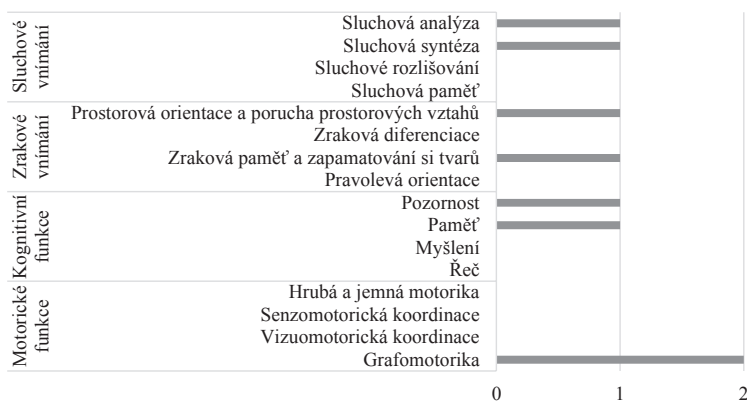 Sluchové
vnímání
Sluchová analýza
Sluchová syntéza
Sluchové rozlišování
Sluchová paměť
Zrakové
vnímání
Prostorová orientace a porucha prostorových vztahů
Zraková diferenciace
Zraková paměť a zapamatování si tvarů
Pravolevá orientace
Kognitivní
funkce
Pozornost
Paměť
Myšlení
Řeč
Motorické
funkce
Hrubá a jemná motorika
Senzomotorická koordinace
Vizuomotorická koordinace
Grafomotorika
0 1 2